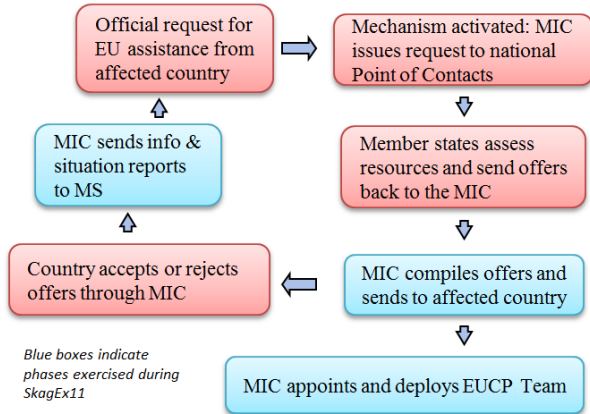 Official request for
EU assistance from
affected country
Mechanism activated: MIC
issues request to national
Point of Contacts
MIC sends info &
situation reports
to MS
Member states assess
resources and send offers
back to the MIC
Country accepts or rejects
offers through MIC
MIC compiles offers and
sends to affected country
Blue boxes indicate
phases exercised during
SkagEx11
MIC appoints and deploys EUCP Team